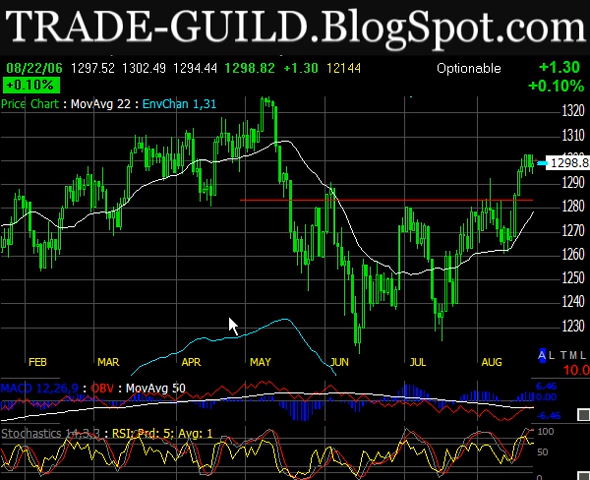 TRADE-GUILD.BlogSpot.com
08/22/06 1297.52 1302.49 1294.44 1298.82 +1.30 12144 Optionable +1.30
+0.10% +0.10%
Price Chart : MovAvg 22 : EnvChan 1,31
1320
1310
1298.8
1290
1280
1270
1260
1250
1240
1230
FEB MAR APR MAY JUN JUL AUG
A L T M L
10.0
MACD 12,26,9 : OBV : MovAvg 50
6.46
0.00
-6.46
Stochastics 14,3,3 : RSI: Prd: 5; Avg: 1
100
50
0